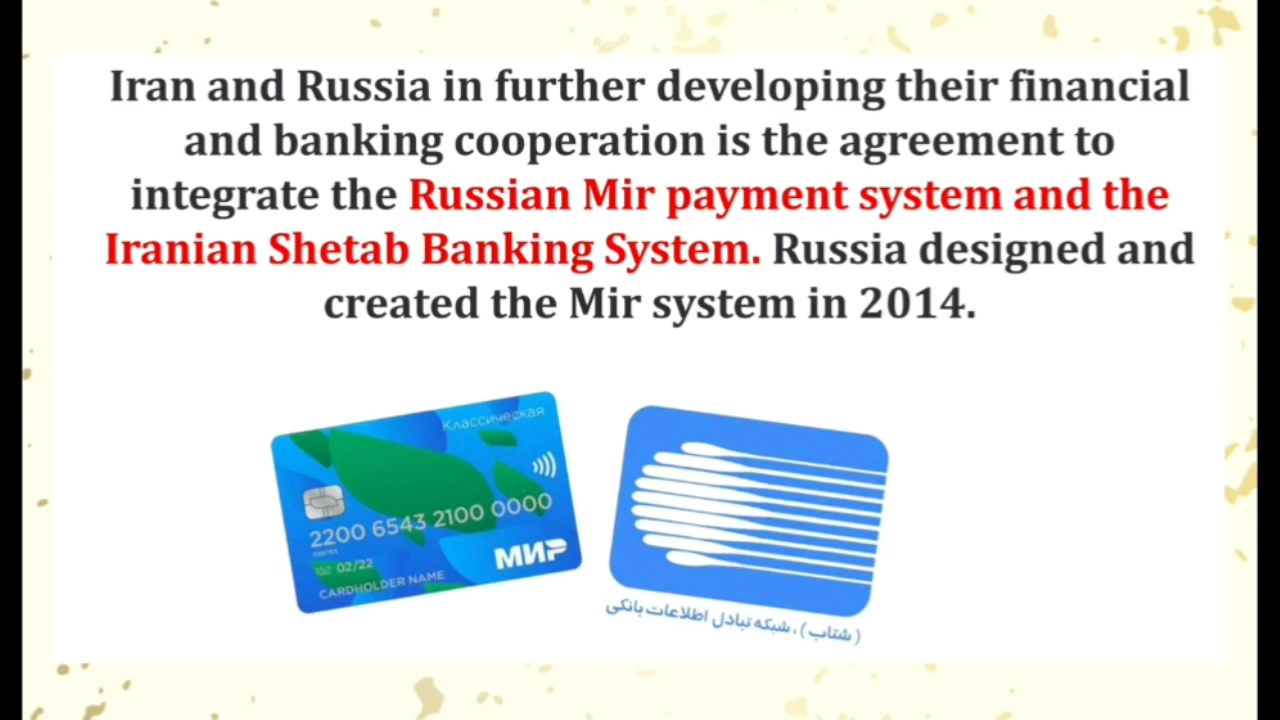 Iran and Russia in further developing their financial
and banking cooperation is the agreement to
integrate the Russian Mir payment system and the
Iranian Shetab Banking System. Russia designed and
created the Mir system in 2014.
Классическая
2200 6543 2100 0000
02/22
CARDHOLDER NAME
МИР
(شتاب)، شبکه تبادل اطلاعات بانکی